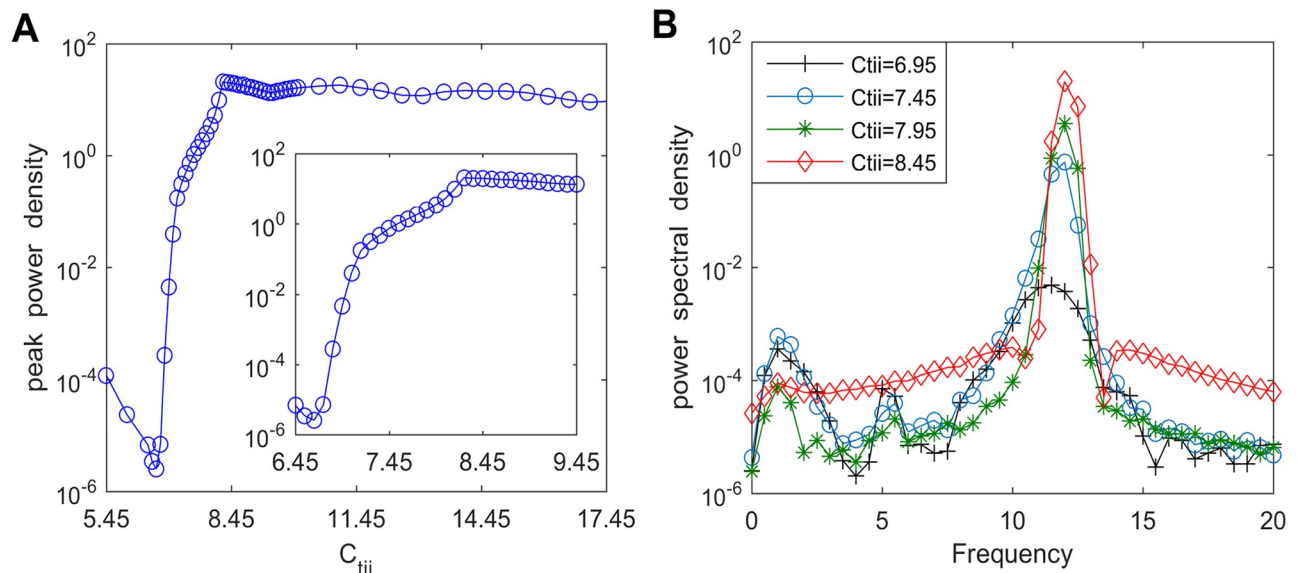 A
10^2
10^0
10^-2
10^-4
10^-6
peak power density
5.45 8.45 11.45 14.45 17.45
C_tii
10^2
10^0
10^-2
10^-4
10^-6
6.45 7.45 8.45 9.45
B
10^2
10^0
10^-2
10^-4
10^-6
power spectral density
Ctii=6.95
Ctii=7.45
Ctii=7.95
Ctii=8.45
0 5 10 15 20
Frequency